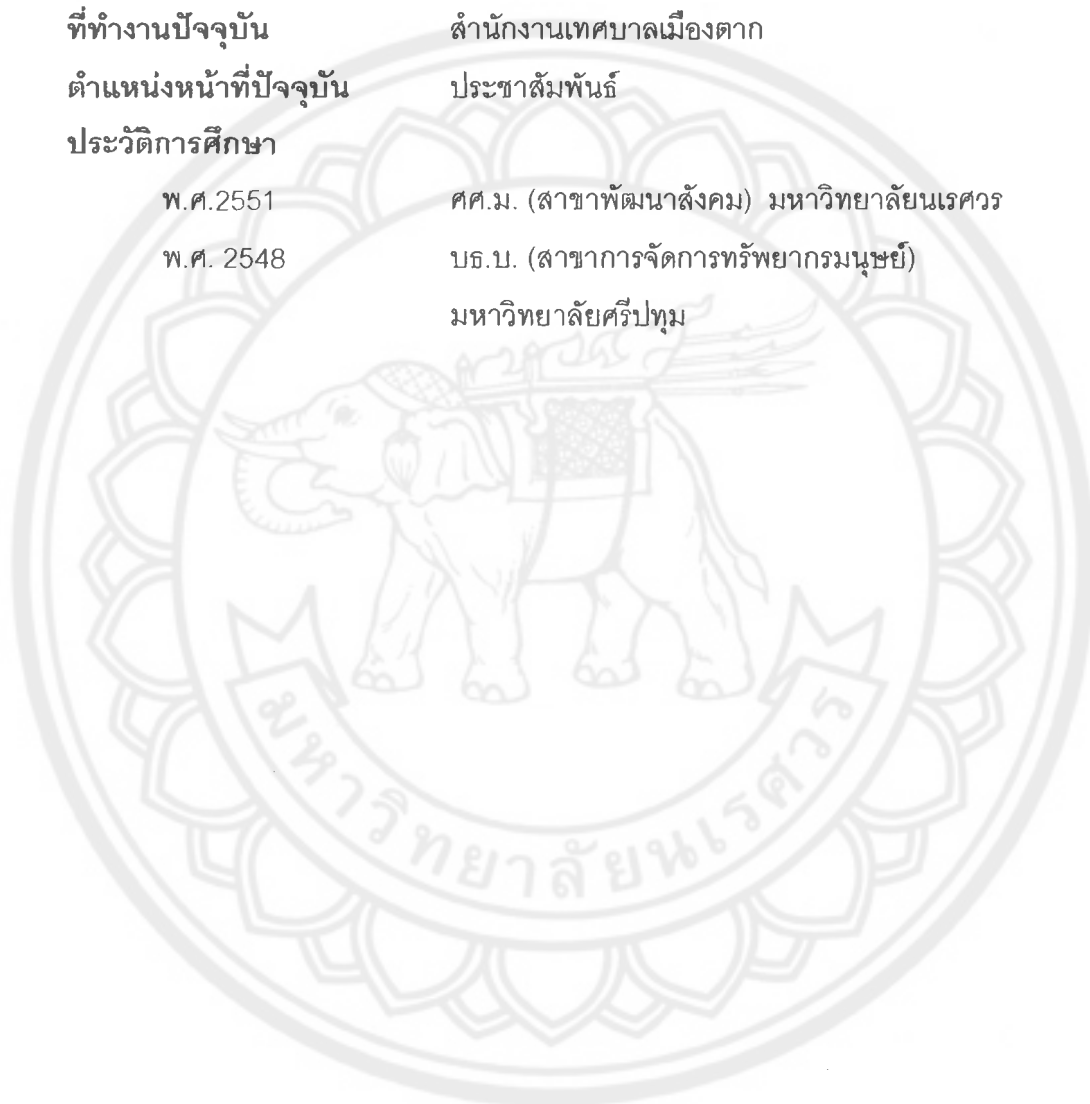 ที่ทำงานปัจจุบัน สำนักงานเทศบาลเมืองตาก
ตำแหน่งหน้าที่ปัจจุบัน ประชาสัมพันธ์
ประวัติการศึกษา
พ.ศ.2551 ศศ.ม. (สาขาพัฒนาสังคม) มหาวิทยาลัยนเรศวร
พ.ศ. 2548 บธ.บ. (สาขาการจัดการทรัพยากรมนุษย์)
มหาวิทยาลัยศรีปทุม
มหาวิทยาลัยนเรศวร